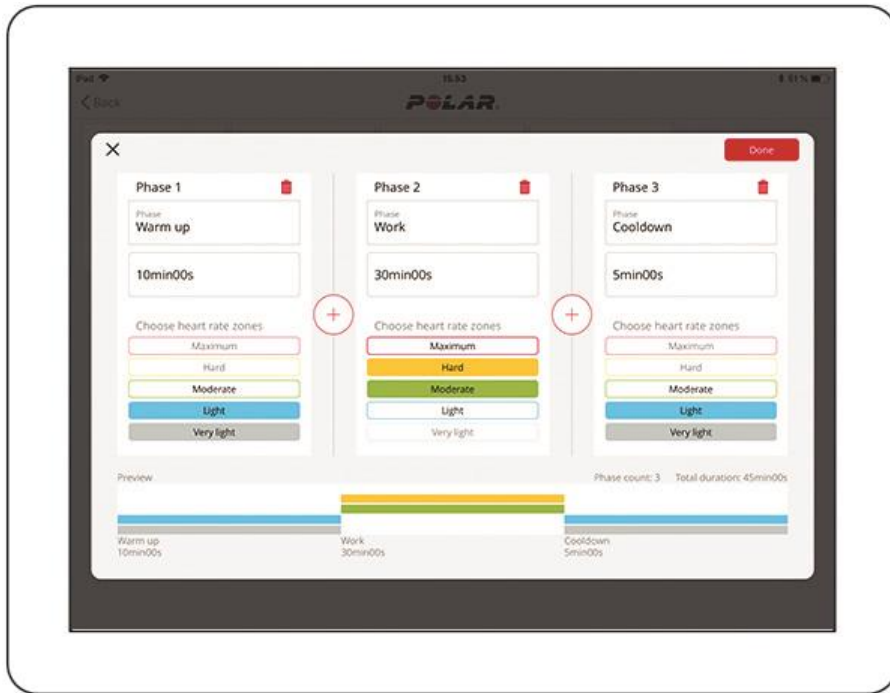 iPad 15.53 51%
Back POLAR
Done
Phase 1 Phase 2 Phase 3
Phase Phase Phase
Warm up Work Cooldown
10min00s 30min00s 5min00s
Choose heart rate zones Choose heart rate zones Choose heart rate zones
Maximum Maximum Maximum
Hard Hard Hard
Moderate Moderate Moderate
Light Light Light
Very light Very light Very light
Preview Phase count: 3 Total duration: 45min00s
Warm up Work Cooldown
10min00s 30min00s 5min00s